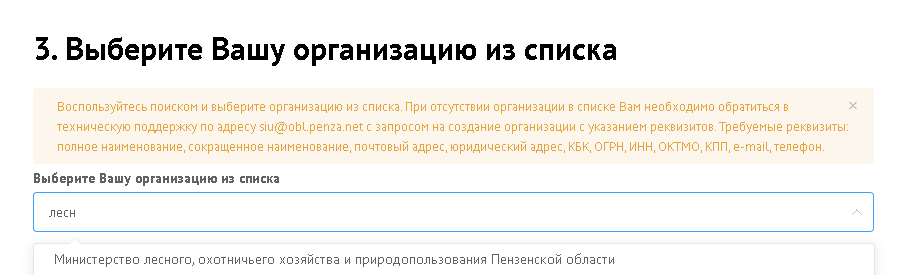 3. Выберите Вашу организацию из списка
Воспользуйтесь поиском и выберите организацию из списка. При отсутствии организации в списке Вам необходимо обратиться в
техническую поддержку по адресу siu@obl.penza.net с запросом на создание организации с указанием реквизитов. Требуемые реквизиты:
полное наименование, сокращенное наименование, почтовый адрес, юридический адрес, КБК, ОГРН, ИНН, ОКТМО, КПП, e-mail, телефон.
Выберите Вашу организацию из списка
лесн
Министерство лесного, охотничьего хозяйства и природопользования Пензенской области